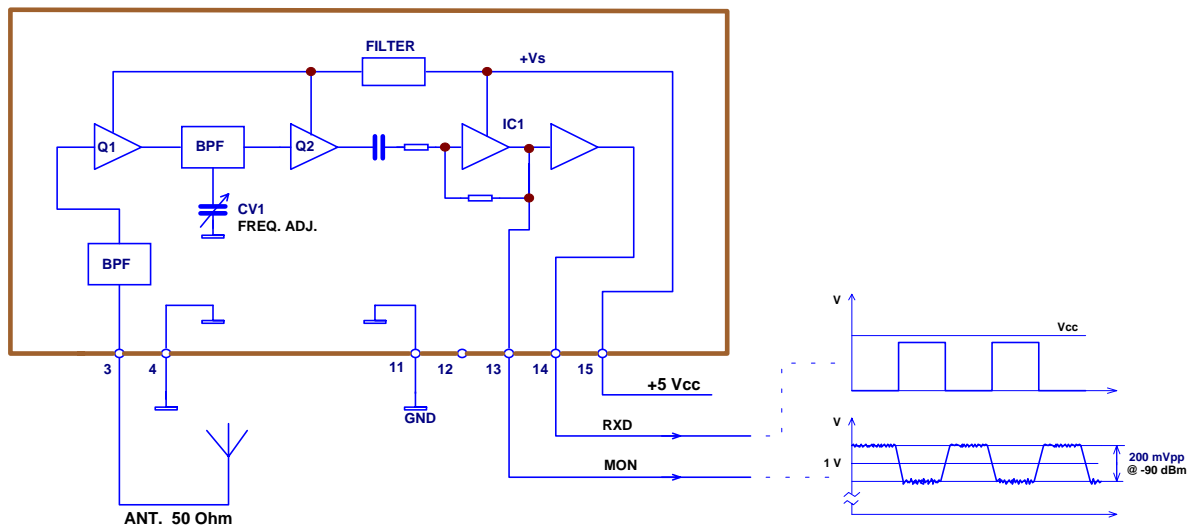 FILTER
+Vs
IC1
Q1
BPF
Q2
CV1
FREQ. ADJ.
BPF
3
4
11
12
13
14
15
+5 Vcc
GND
RXD
MON
ANT. 50 Ohm
V
Vcc
V
1 V
200 mVpp
@ -90 dBm